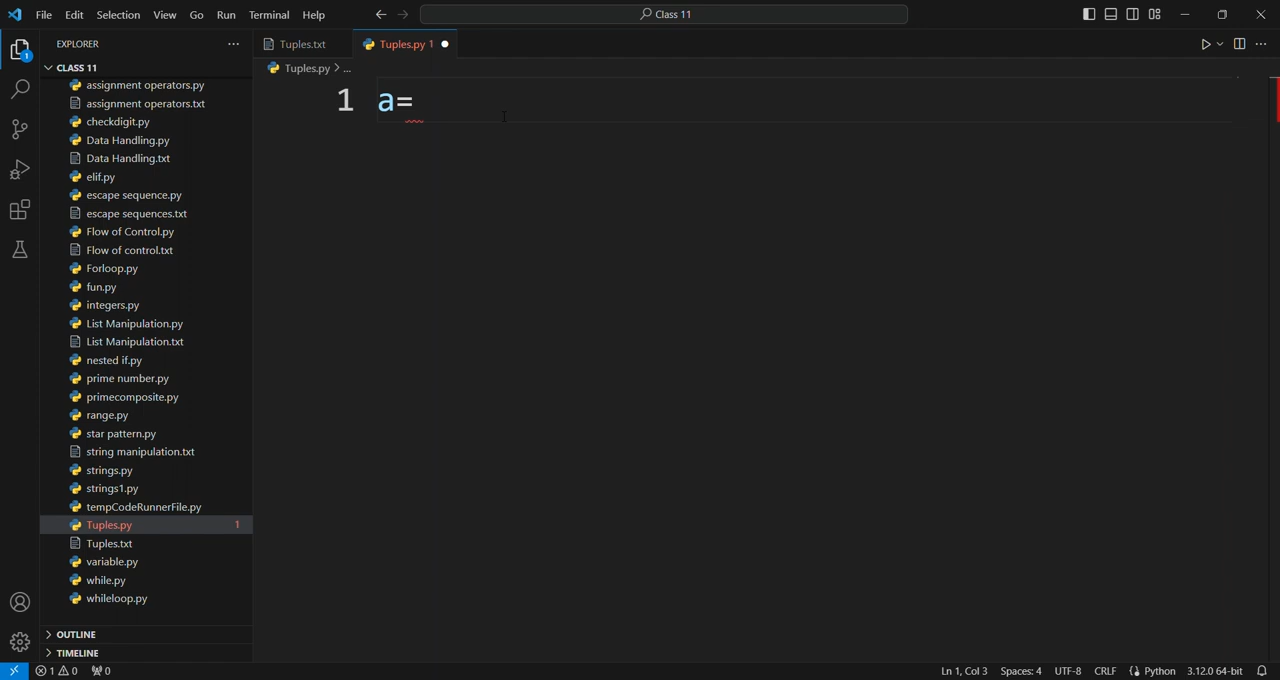 File Edit Selection View Go Run Terminal Help
Class 11
EXPLORER
Tuples.txt
Tuples.py 1
1
CLASS 11
Tuples.py > ...
assignment operators.py
assignment operators.txt
checkdigit.py
Data Handling.py
Data Handling.txt
elif.py
escape sequence.py
escape sequences.txt
Flow of Control.py
Flow of control.txt
Forloop.py
fun.py
integers.py
List Manipulation.py
List Manipulation.txt
nested if.py
prime number.py
primecomposite.py
range.py
star pattern.py
string manipulation.txt
strings.py
strings1.py
tempCodeRunnerFile.py
Tuples.py 1
Tuples.txt
variable.py
while.py
whileloop.py
OUTLINE
TIMELINE
1 a=
1 0 0
Ln 1, Col 3 Spaces: 4 UTF-8 CRLF Python 3.12.0 64-bit